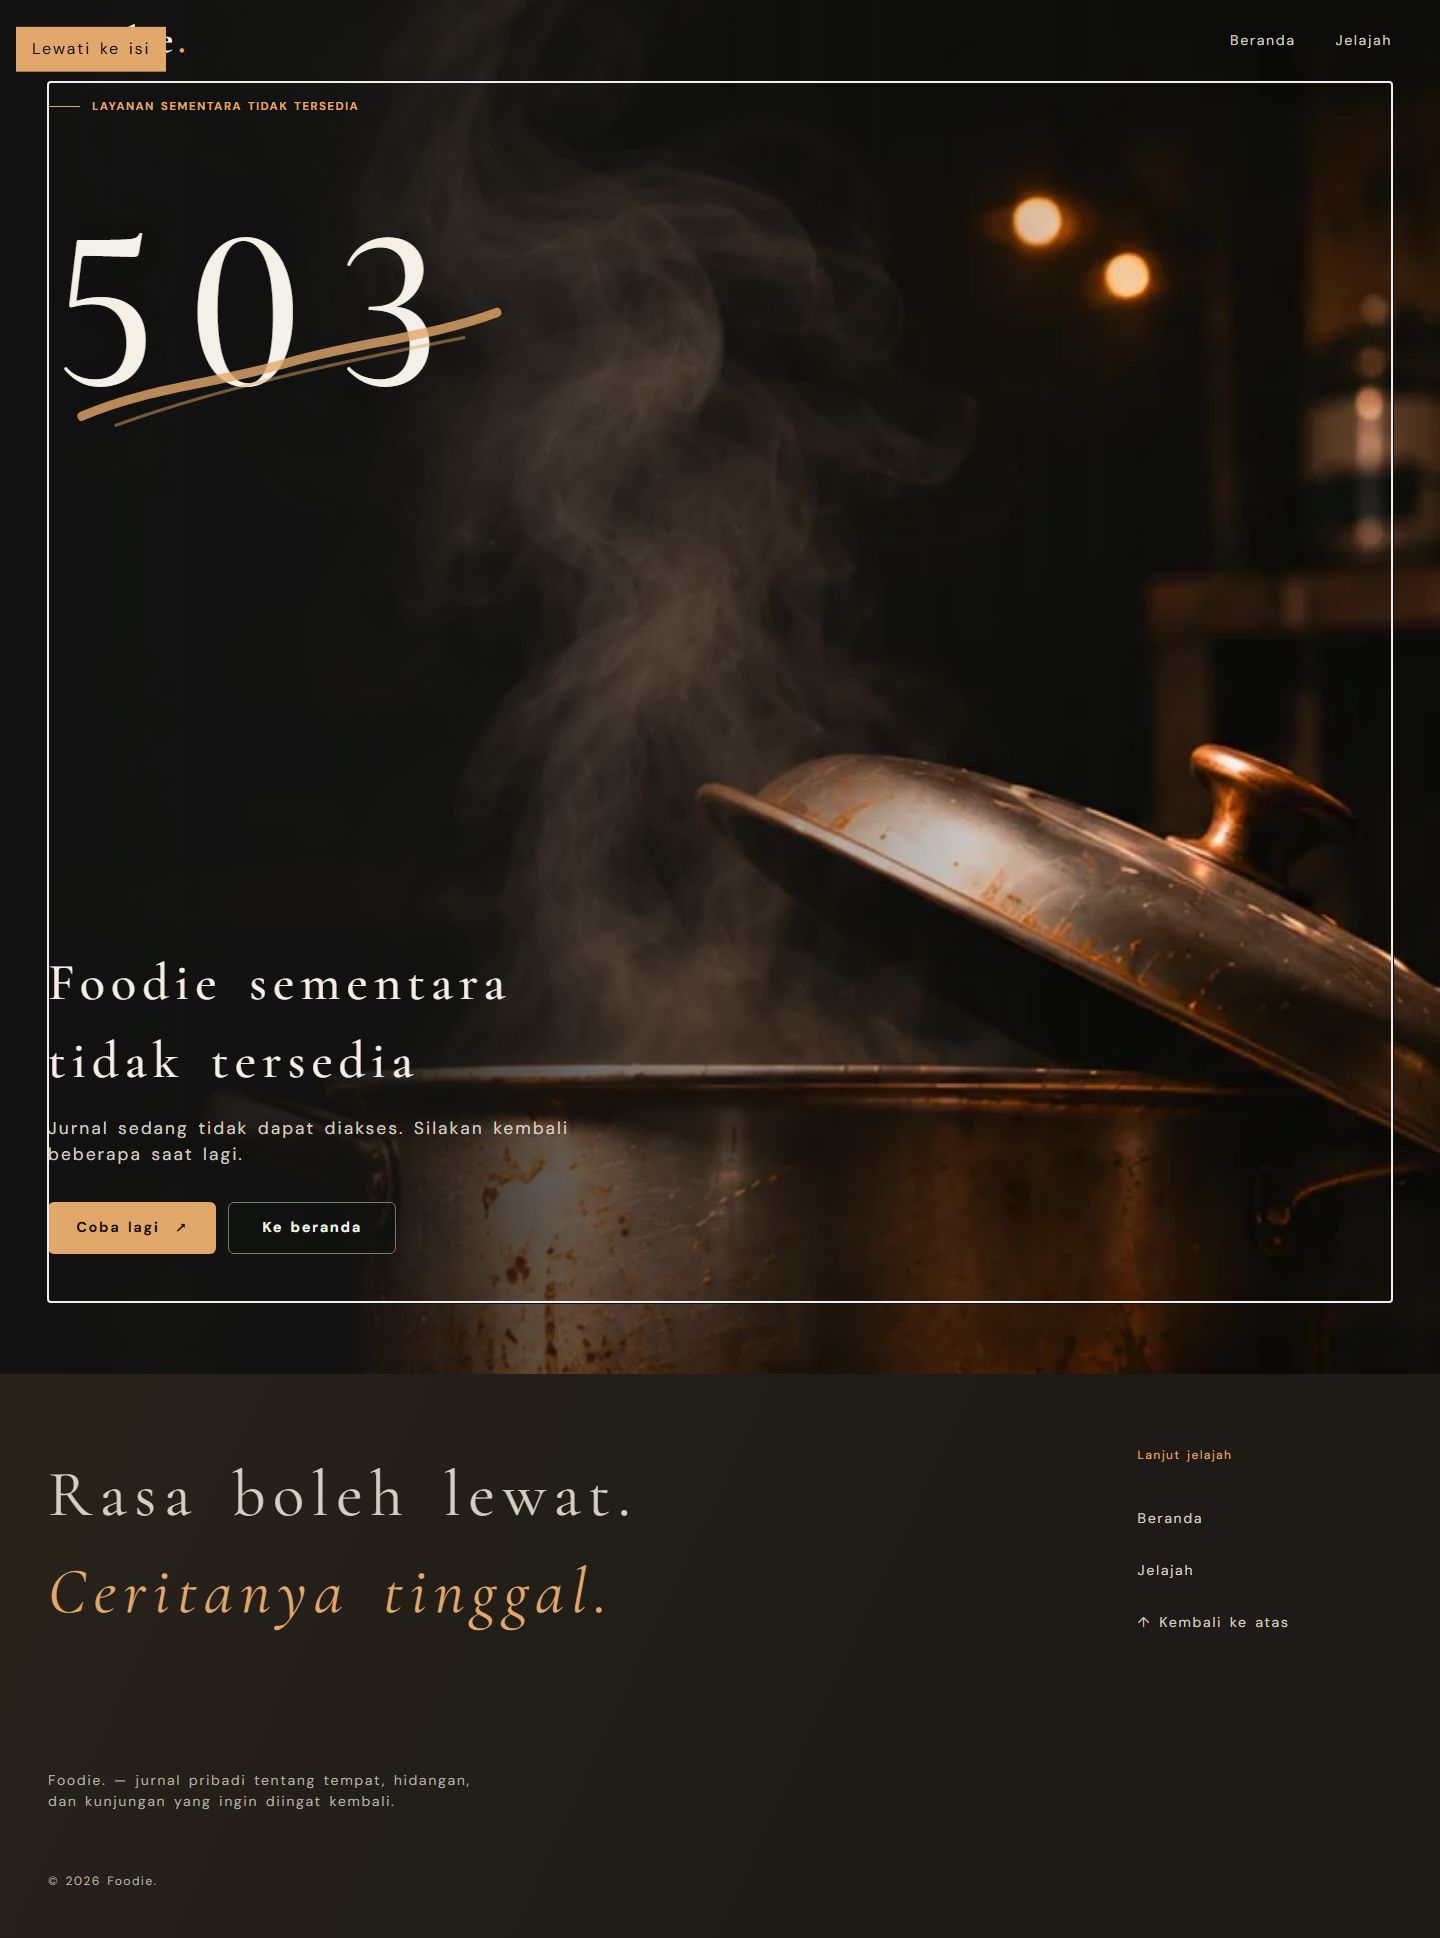 Lewati ke isi
e.
Beranda
Jelajah
LAYANAN SEMENTARA TIDAK TERSEDIA
503
Foodie sementara
tidak tersedia
Jurnal sedang tidak dapat diakses. Silakan kembali
beberapa saat lagi.
Coba lagi ↗
Ke beranda
Rasa boleh lewat.
Ceritanya tinggal.
Lanjut jelajah
Beranda
Jelajah
↑ Kembali ke atas
Foodie. — jurnal pribadi tentang tempat, hidangan,
dan kunjungan yang ingin diingat kembali.
© 2026 Foodie.